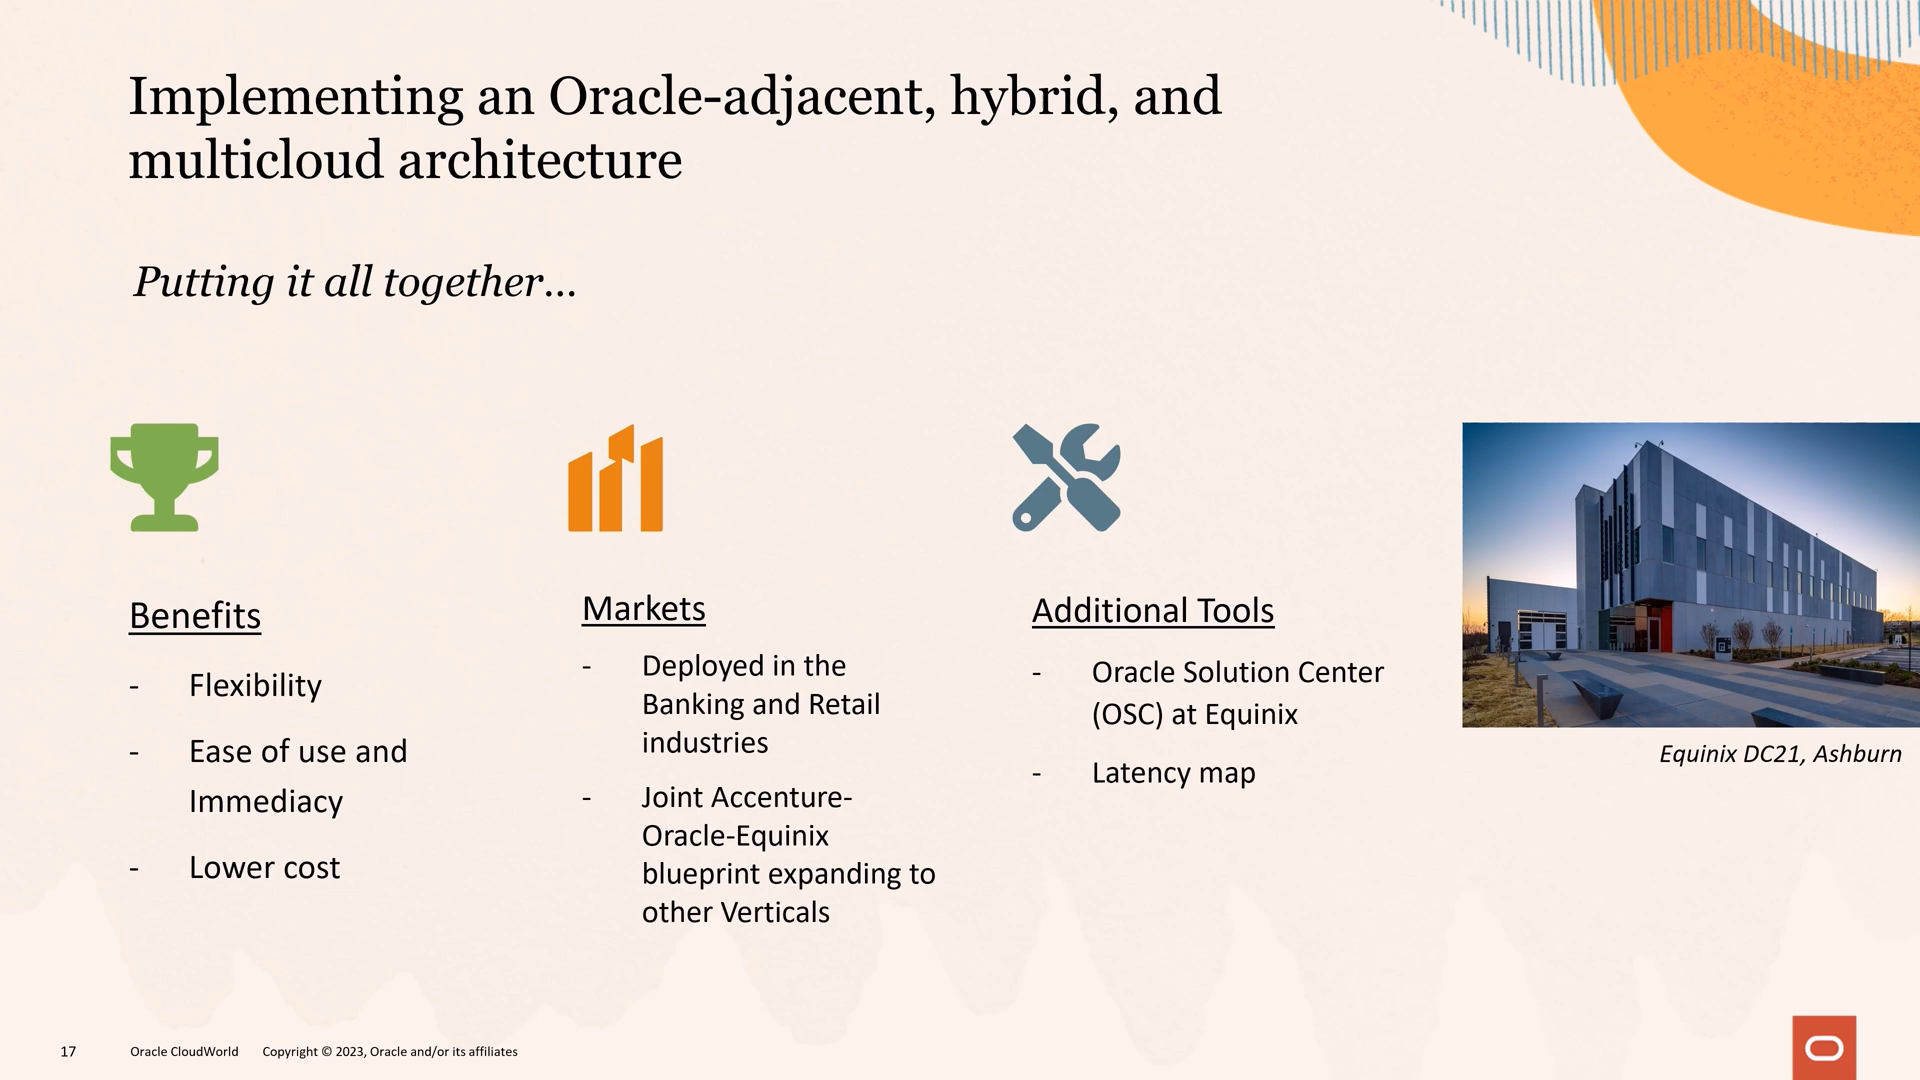 Implementing an Oracle-adjacent, hybrid, and
multicloud architecture
Putting it all together...
Benefits
- Flexibility
- Ease of use and
Immediacy
- Lower cost
Markets
- Deployed in the
Banking and Retail
industries
- Joint Accenture-
Oracle-Equinix
blueprint expanding to
other Verticals
Additional Tools
- Oracle Solution Center
(OSC) at Equinix
- Latency map
Equinix DC21, Ashburn
17 Oracle CloudWorld Copyright © 2023, Oracle and/or its affiliates